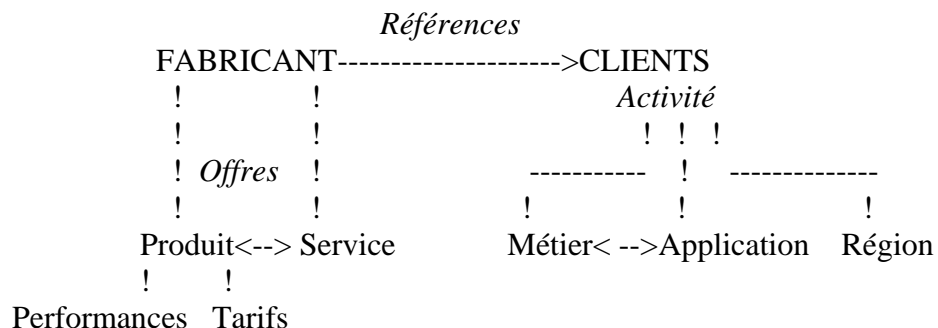 Références
FABRICANT--------------------->CLIENTS
! ! Activité
! ! ! ! !
! Offres ! ----------- ! --------------
! ! ! ! !
Produit<--> Service Métier< -->Application Région
! !
Performances Tarifs